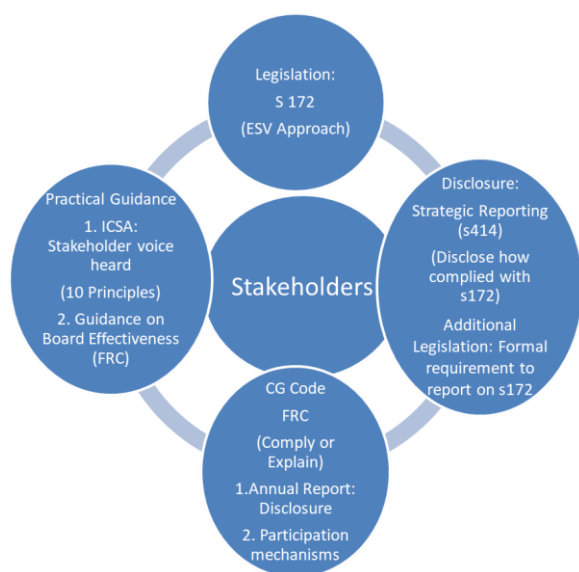 Legislation:
S 172
(ESV Approach)
Disclosure:
Strategic Reporting
(s414)
(Disclose how
complied with
s172)
Additional
Legislation: Formal
requirement to
report on s172
CG Code
FRC
(Comply or
Explain)
1.Annual Report:
Disclosure
2. Participation
mechanisms
Practical Guidance
1. ICSA:
Stakeholder voice
heard
(10 Principles)
2. Guidance on
Board Effectiveness
(FRC)
Stakeholders